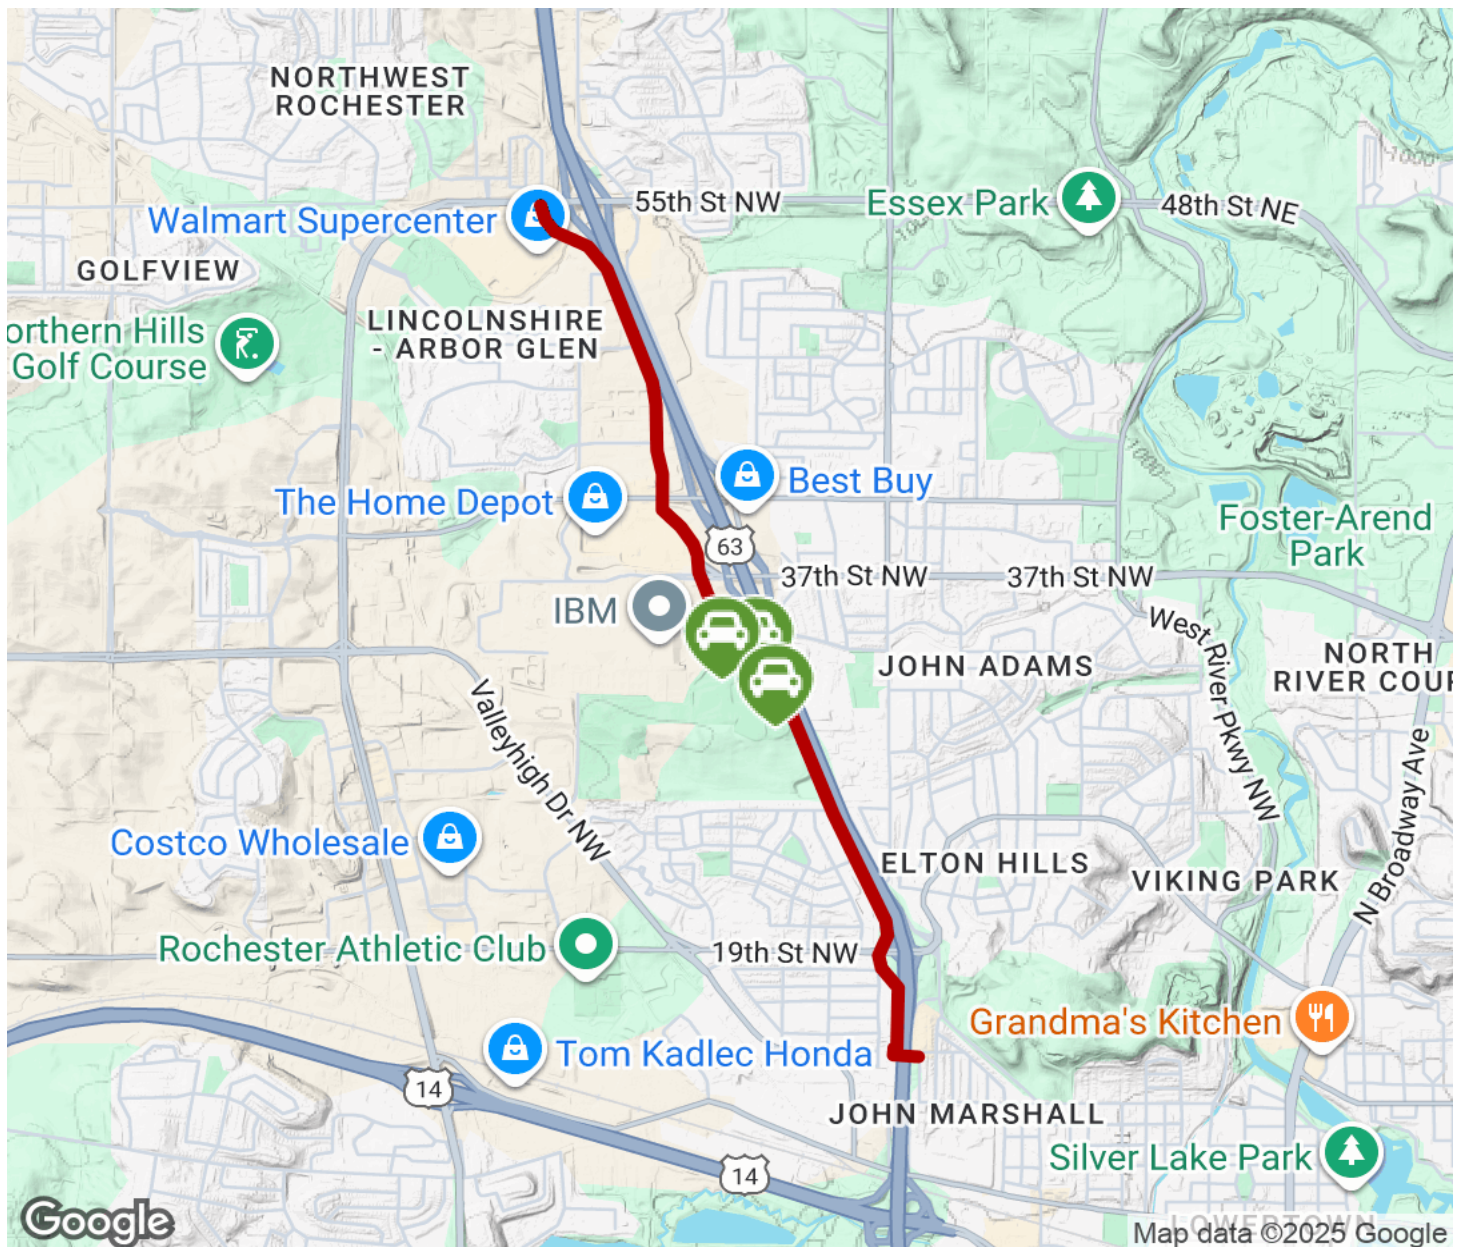 NORTHWEST
ROCHESTER
55th St NW
Essex Park
48th St NE
Walmart Supercenter
GOLFVIEW
LINCOLNSHIRE
- ARBOR GLEN
orthern Hills
Golf Course
1000
The Home Depot
Best Buy
63
Foster-Arend
Park
37th St NW
37th St NW
IBM
West River Pkwy NW
JOHN ADAMS
NORTH
RIVER COUR
Valleyhigh Dr NW
N Broadway Ave
Costco Wholesale
ELTON HILLS
VIKING PARK
Rochester Athletic Club
19th St NW
Grandma's Kitchen
Tom Kadlec Honda
14
JOHN MARSHALL
Silver Lake Park
14
LOWERTOWN
Google
Map data ©2025 Google